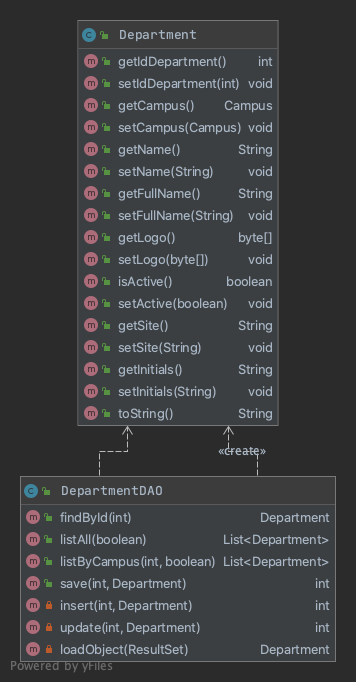 Department
getIdDepartment() int
setIdDepartment(int) void
getCampus() Campus
setCampus(Campus) void
getName() String
setName(String) void
getFullName() String
setFullName(String) void
getLogo() byte[]
setLogo(byte[]) void
isActive() boolean
setActive(boolean) void
getSite() String
setSite(String) void
getInitials() String
setInitials(String) void
toString() String
«create»
DepartmentDAO
findById(int) Department
listAll(boolean) List<Department>
listByCampus(int, boolean) List<Department>
save(int, Department) int
insert(int, Department) int
update(int, Department) int
loadObject(ResultSet) Department
Powered by yFiles